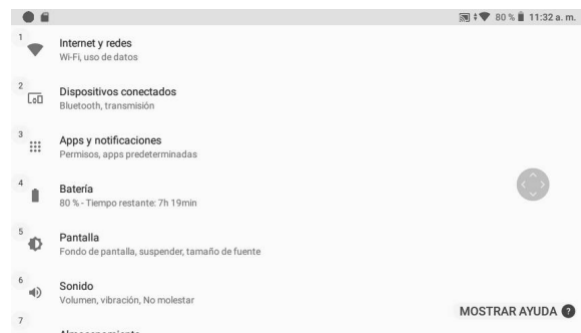 80 % 11:32 a. m.
1
Internet y redes
Wi-Fi, uso de datos
2
Dispositivos conectados
Bluetooth, transmisión
3
Apps y notificaciones
Permisos, apps predeterminadas
4
Batería
80 % - Tiempo restante: 7h 19min
5
Pantalla
Fondo de pantalla, suspender, tamaño de fuente
6
Sonido
Volumen, vibración, No molestar
MOSTRAR AYUDA ?
7